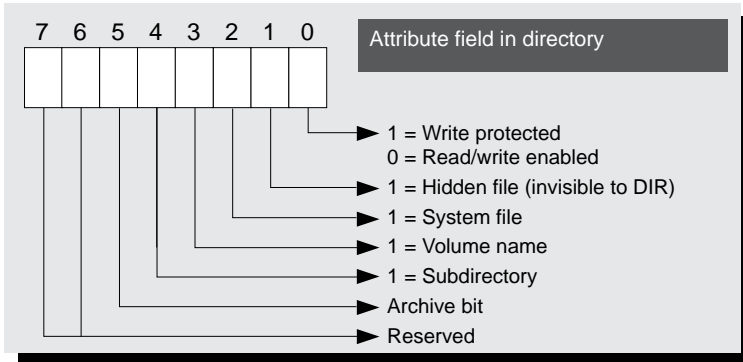 7 6 5 4 3 2 1 0
Attribute field in directory
1 = Write protected
0 = Read/write enabled
1 = Hidden file (invisible to DIR)
1 = System file
1 = Volume name
1 = Subdirectory
Archive bit
Reserved